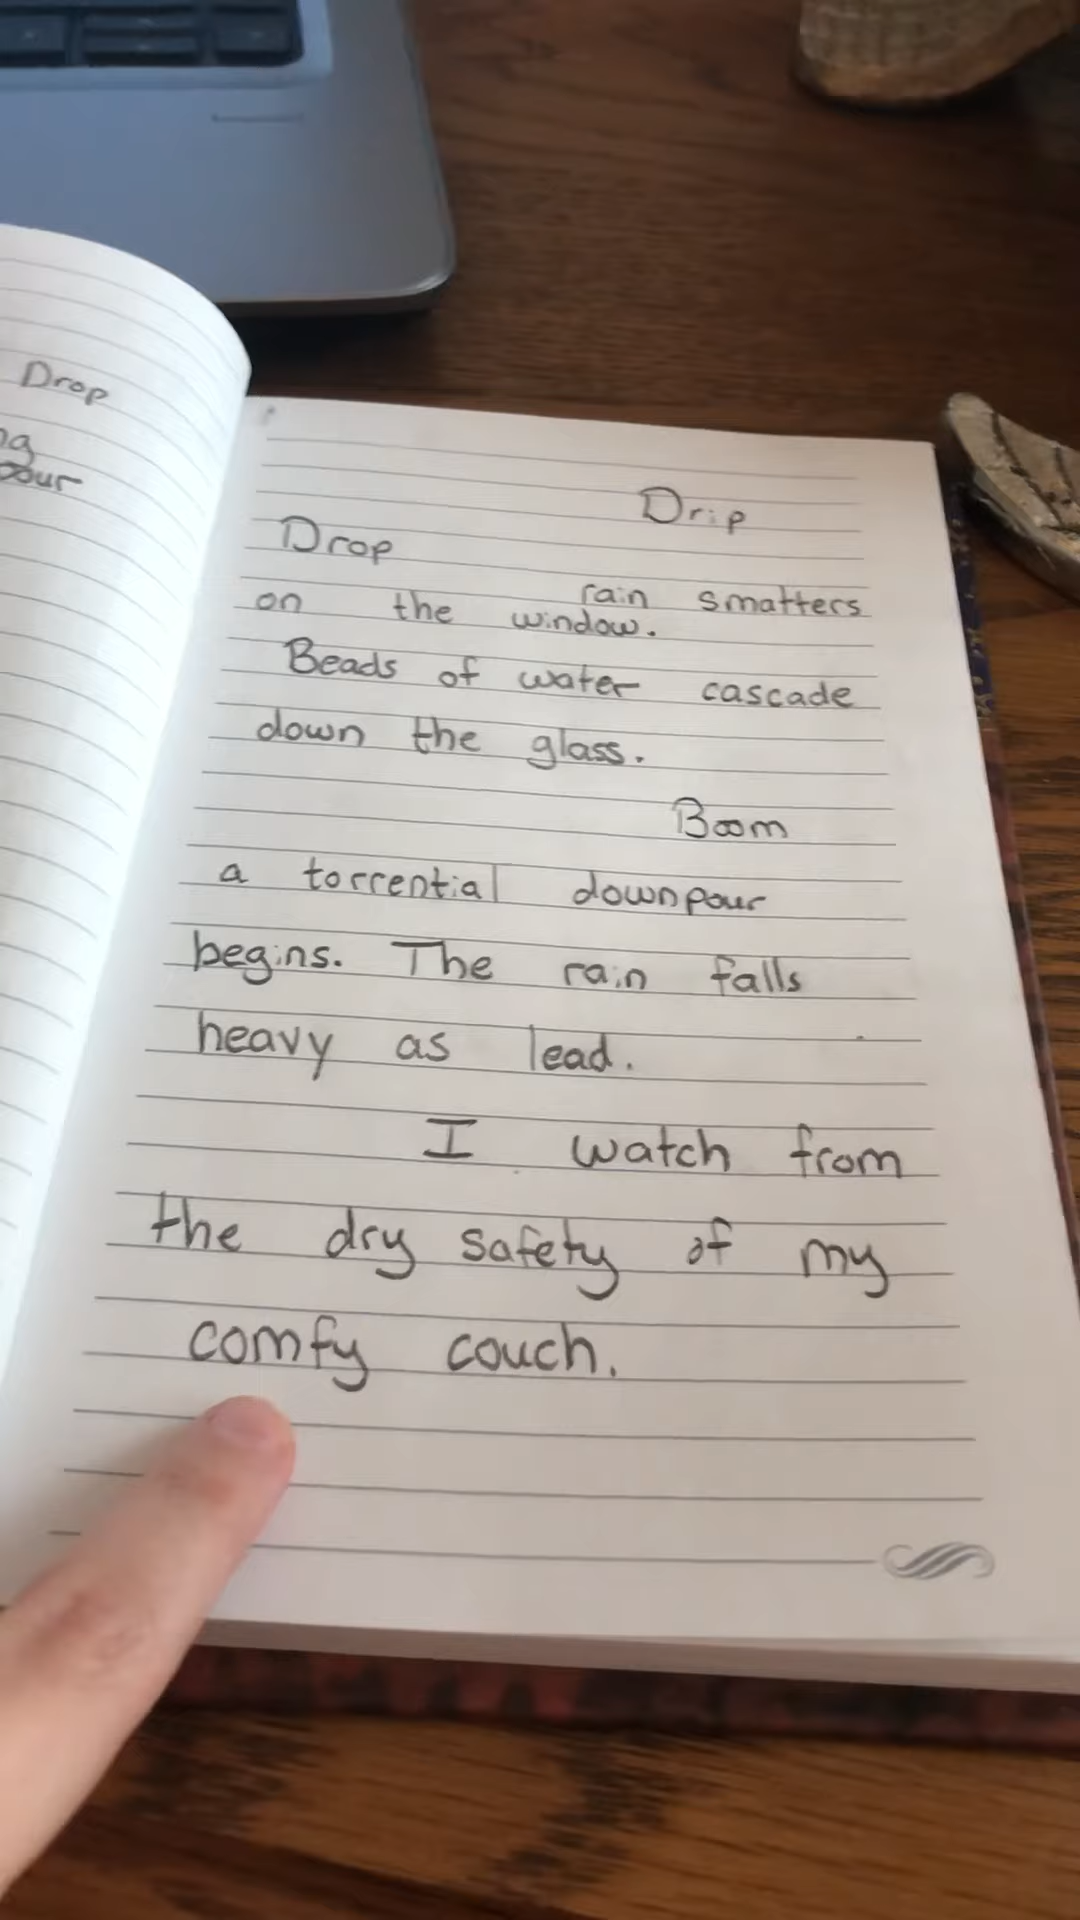 Drop
Drip
Drop
rain smatters
on the window.
Beads of water cascade
down the glass.
Boom
a torrential downpour
begins. The rain falls
heavy as lead.
I watch from
the dry safety of my
comfy couch.